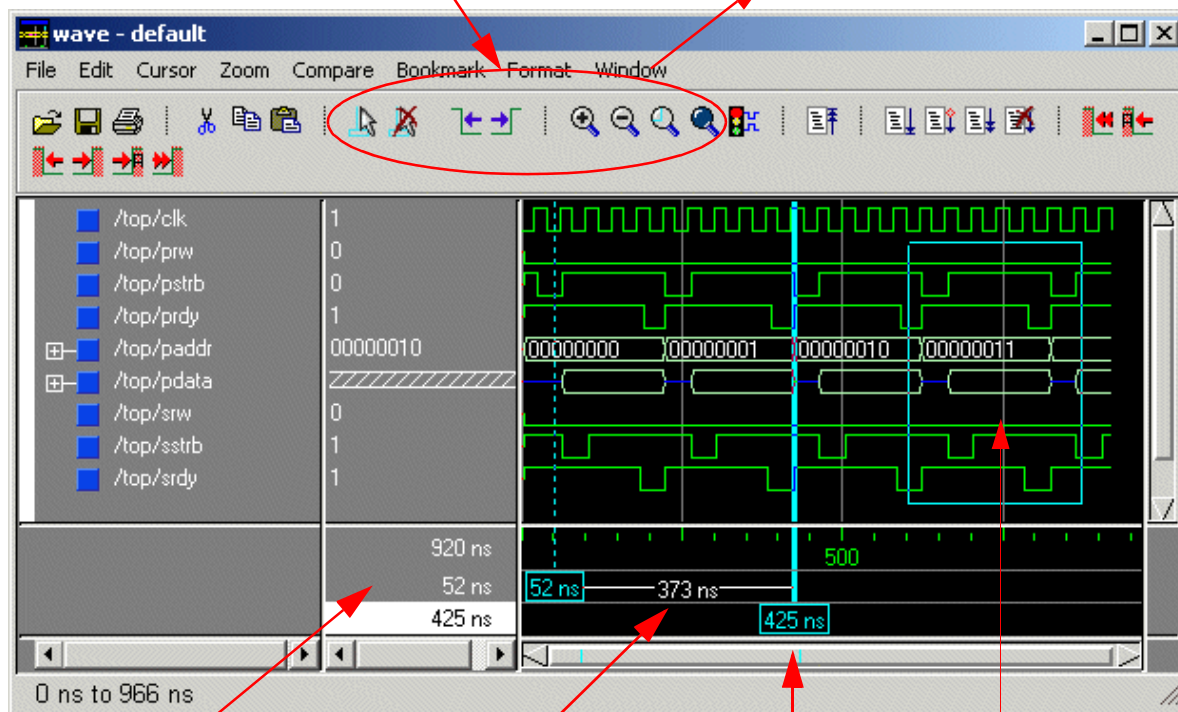 wave - default
File Edit Cursor Zoom Compare Bookmark Format Window
/top/clk 1
/top/prw 0
/top/pstrb 0
/top/prdy 1
/top/paddr 00000010 00000000 00000001 00000010 00000011
/top/pdata
/top/srw 0
/top/sstrb 1
/top/srdy 1
920 ns 500
52 ns 52 ns 373 ns
425 ns 425 ns
0 ns to 966 ns